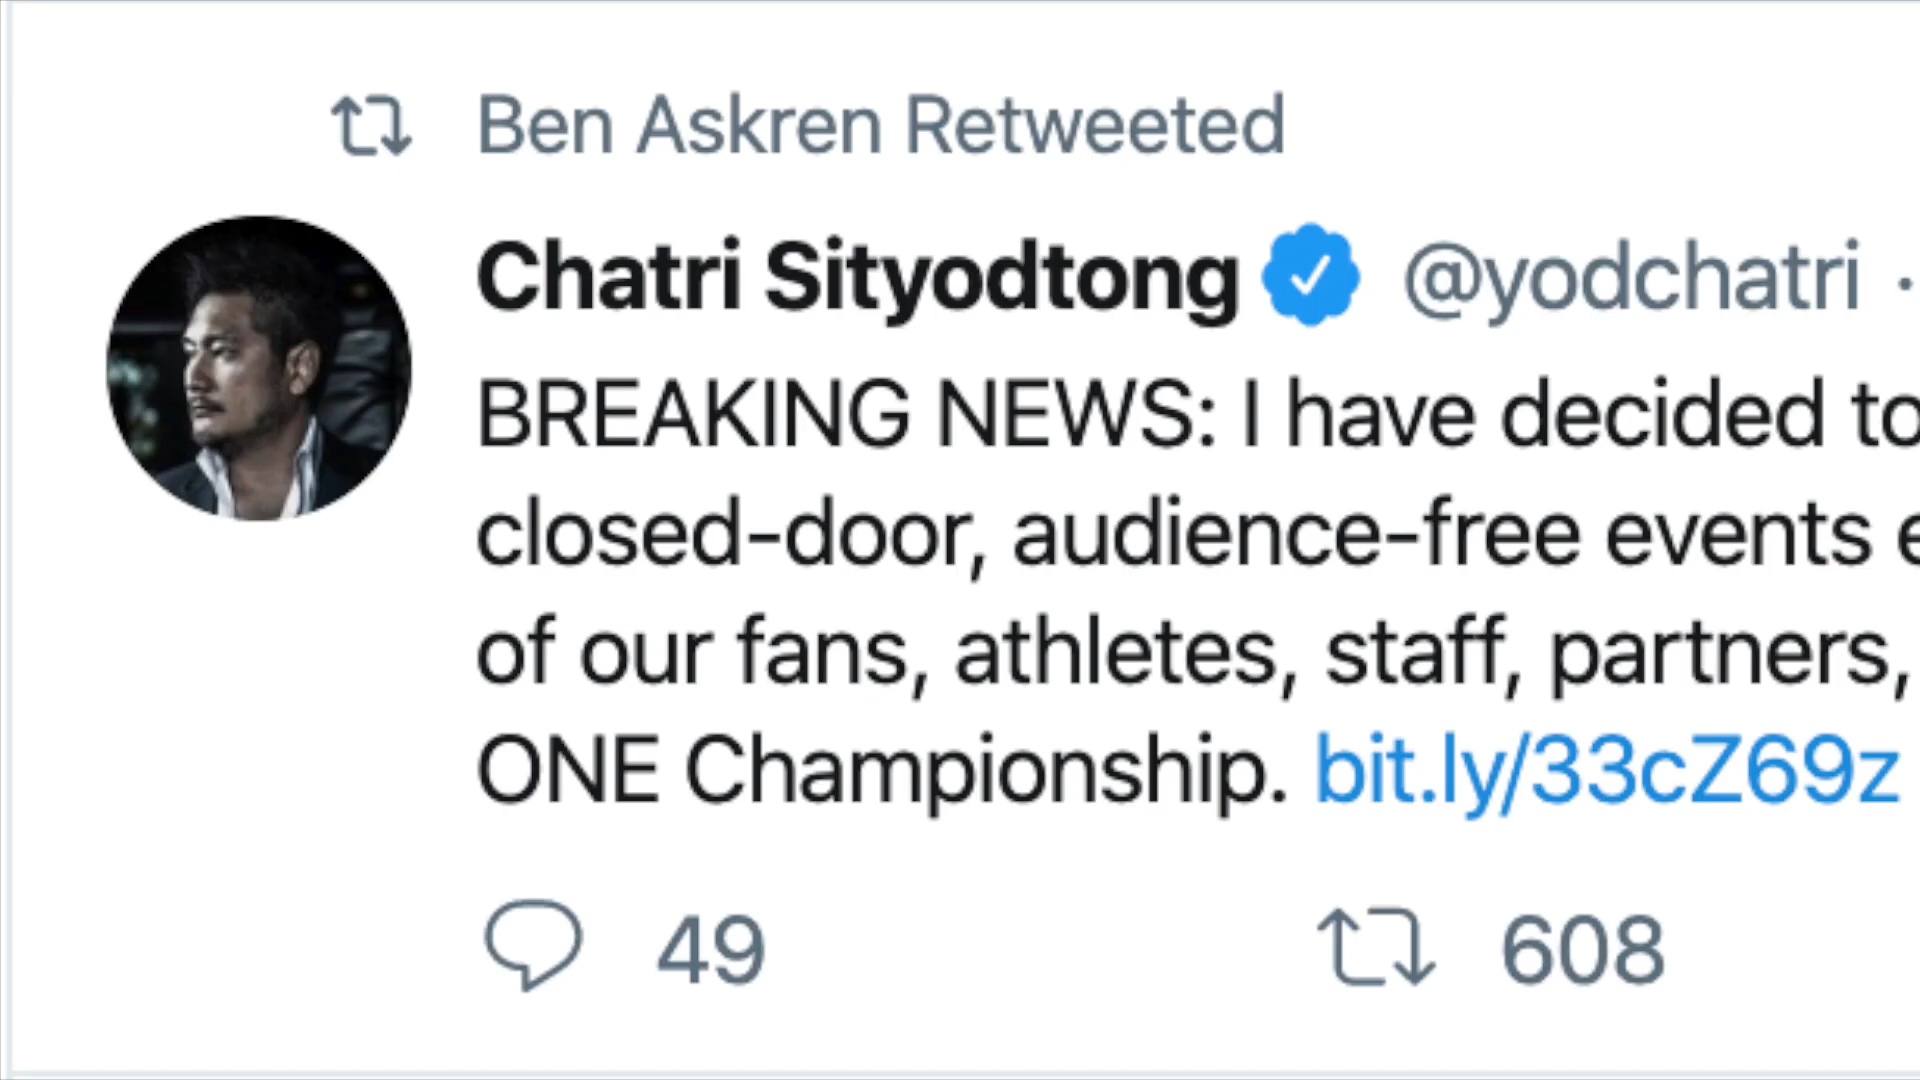 Ben Askren Retweeted
Chatri Sityodtong @yodchatri ·
BREAKING NEWS: I have decided to
closed-door, audience-free events
of our fans, athletes, staff, partners,
ONE Championship. bit.ly/33cZ69z
49 608